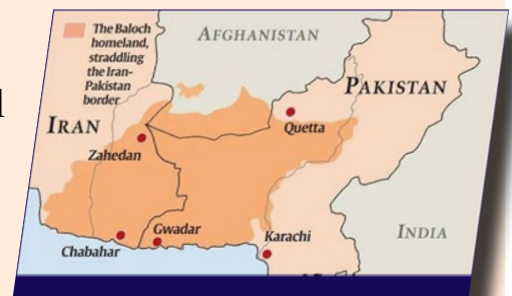 The Baloch
homeland,
straddling
the Iran-
Pakistan
border
AFGHANISTAN
PAKISTAN
IRAN
Quetta
Zahedan
Gwadar
Karachi
INDIA
Chabahar